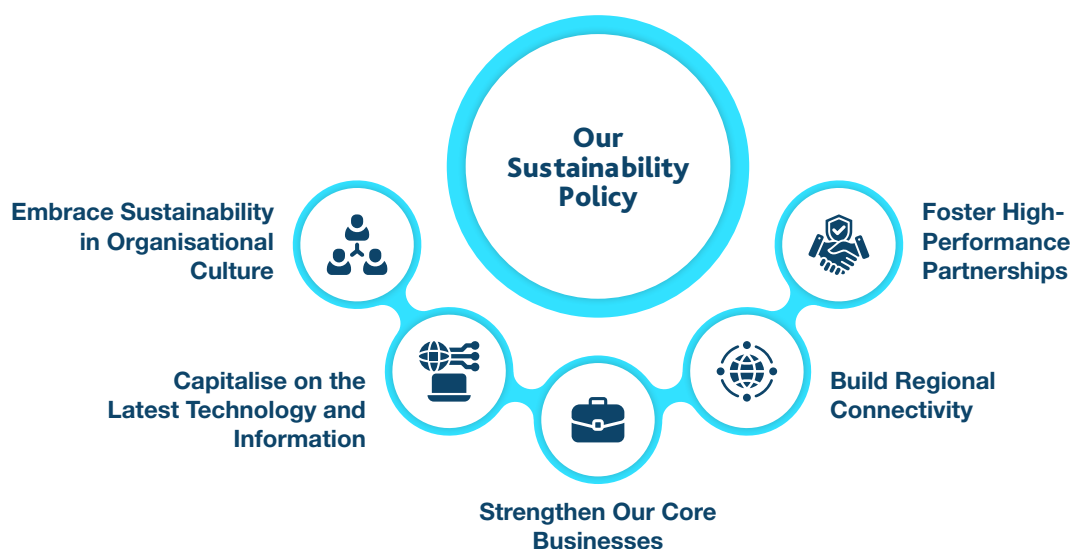 Our
Sustainability
Policy
Embrace Sustainability
in Organisational
Culture
Capitalise on the
Latest Technology and
Information
Strengthen Our Core
Businesses
Build Regional
Connectivity
Foster High-
Performance
Partnerships